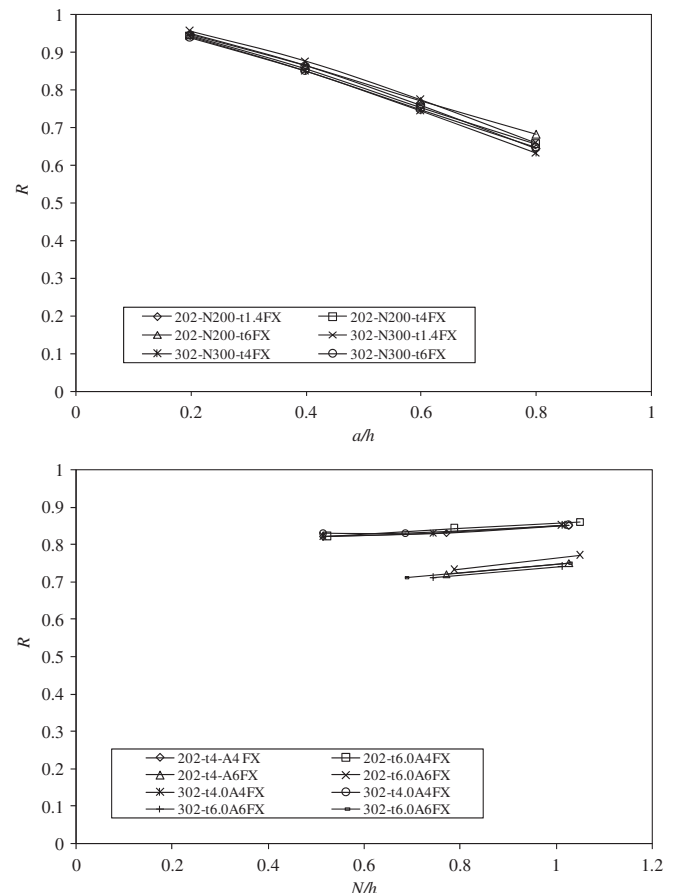 1
0.9
0.8
0.7
0.6
0.5
0.4
0.3
0.2
0.1
0
R
202-N200-t1.4FX 202-N200-t4FX
202-N200-t6FX 302-N300-t1.4FX
302-N300-t4FX 302-N300-t6FX
0 0.2 0.4 0.6 0.8 1
a/h
1
0.9
0.8
0.7
0.6
0.5
0.4
0.3
0.2
0.1
0
R
202-t4-A4 FX 202-t6.0A4FX
202-t4-A6FX 202-t6.0A6FX
302-t4.0A4FX 302-t4.0A4FX
302-t6.0A6FX 302-t6.0A6FX
0 0.2 0.4 0.6 0.8 1 1.2
N/h